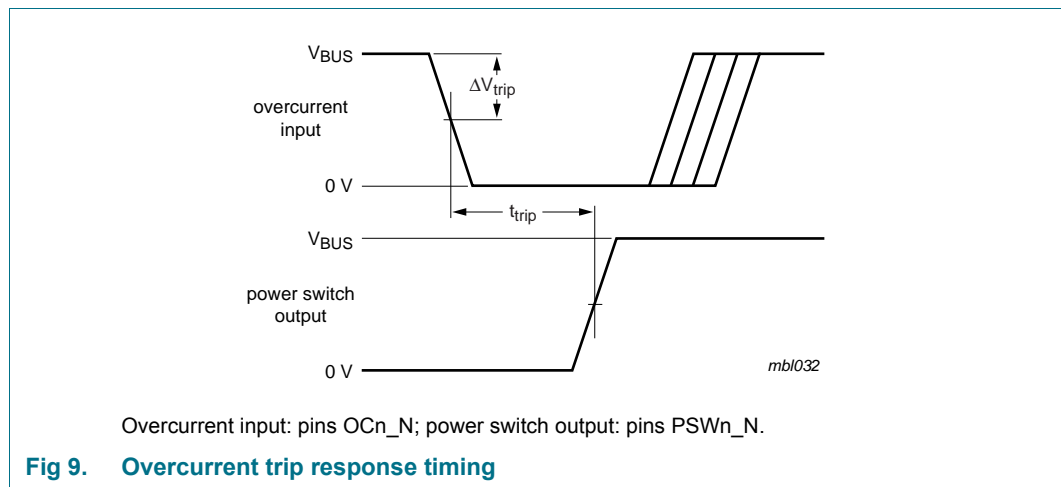 VBUS
ΔVtrip
overcurrent
input
0 V
ttrip
VBUS
power switch
output
0 V
mbl032
Overcurrent input: pins OCn_N; power switch output: pins PSWn_N.
Fig 9. Overcurrent trip response timing